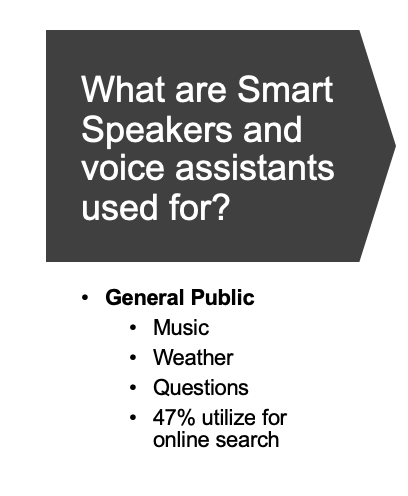 What are Smart
Speakers and
voice assistants
used for?
• General Public
• Music
• Weather
• Questions
• 47% utilize for
online search